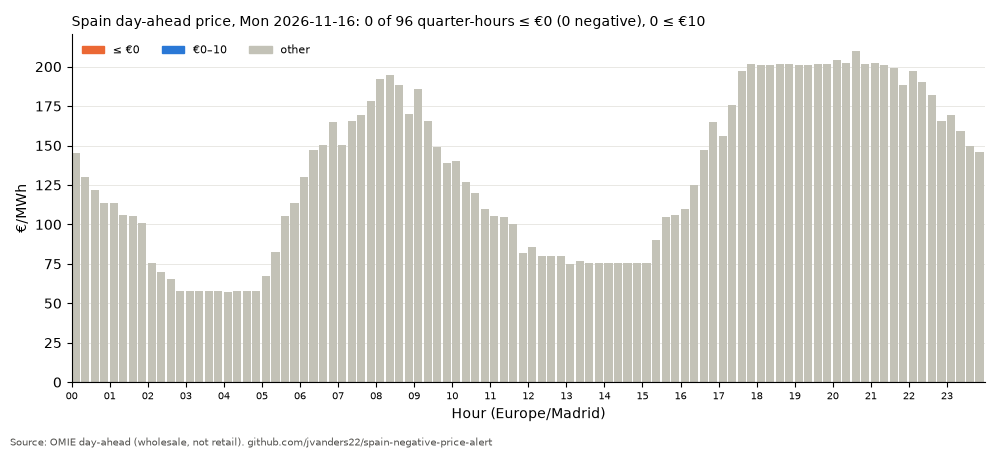 Spain day-ahead price, Mon 2026-11-16: 0 of 96 quarter-hours ≤ €0 (0 negative), 0 ≤ €10
≤ €0 €0–10 other
200
175
150
125
100
75
50
25
0
€/MWh
00 01 02 03 04 05 06 07 08 09 10 11 12 13 14 15 16 17 18 19 20 21 22 23
Hour (Europe/Madrid)
Source: OMIE day-ahead (wholesale, not retail). github.com/jvanders22/spain-negative-price-alert